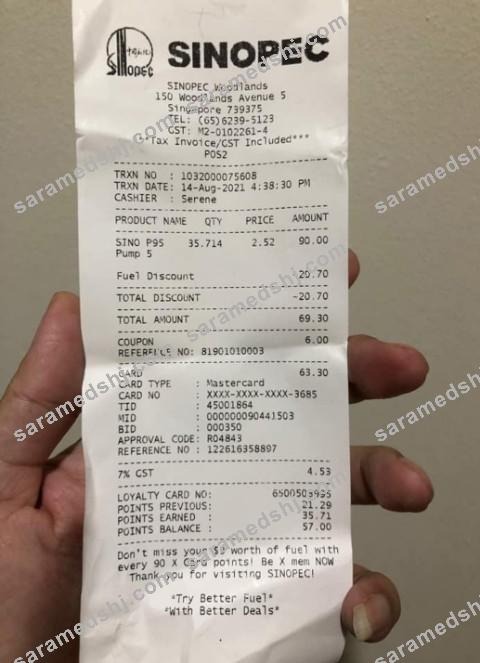 中国石化
SINOPEC
SINOPEC
SINOPEC Woodlands
150 Woodlands Avenue 5
Singapore 739375
TEL: (65)6239-5123
GST: M2-0102261-4
***Tax Invoice/GST Included***
POS2
TRXN NO : 1032000075608
TRXN DATE: 14-Aug-2021 4:38:30 PM
CASHIER : Serene
PRODUCT NAME QTY PRICE AMOUNT
SINO P95 35.714 2.52 90.00
Pump 5
Fuel Discount 20.70
TOTAL DISCOUNT -20.70
TOTAL AMOUNT 69.30
COUPON 6.00
REFERENCE NO: 81901010003
CARD 63.30
CARD TYPE : Mastercard
CARD NO : XXXX-XXXX-XXXX-3685
TID : 45001864
MID : 000000090441503
BID : 000350
APPROVAL CODE: R04843
REFERENCE NO : 122616358897
7% GST 4.53
LOYALTY CARD NO:
POINTS PREVIOUS: 21.29
POINTS EARNED : 35.71
POINTS BALANCE : 57.00
Don't miss your worth of fuel with
every 90 X Card points! Be X mem NOW
Thank you for visiting SINOPEC!
*Try Better Fuel*
*With Better Deals*
saramedshj.com